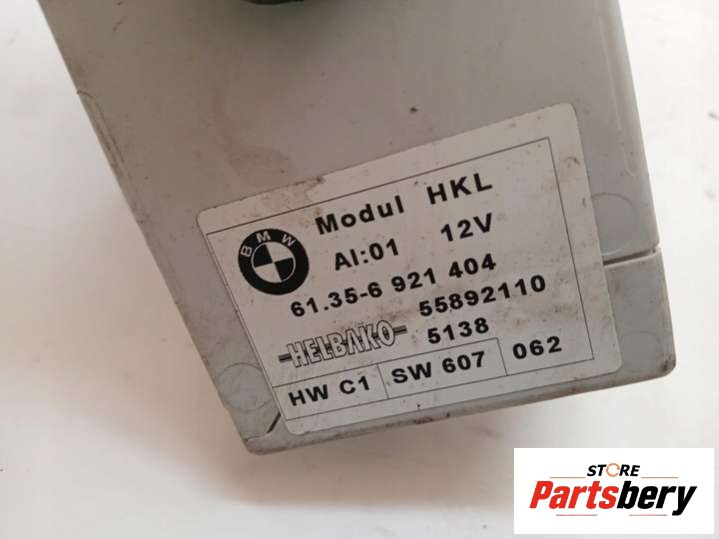 BMW
Modul HKL
AI:01 12V
61.35-6 921 404
HELBAKO 55892110
5138
HW C1 SW 607 062
STORE
Partsbery